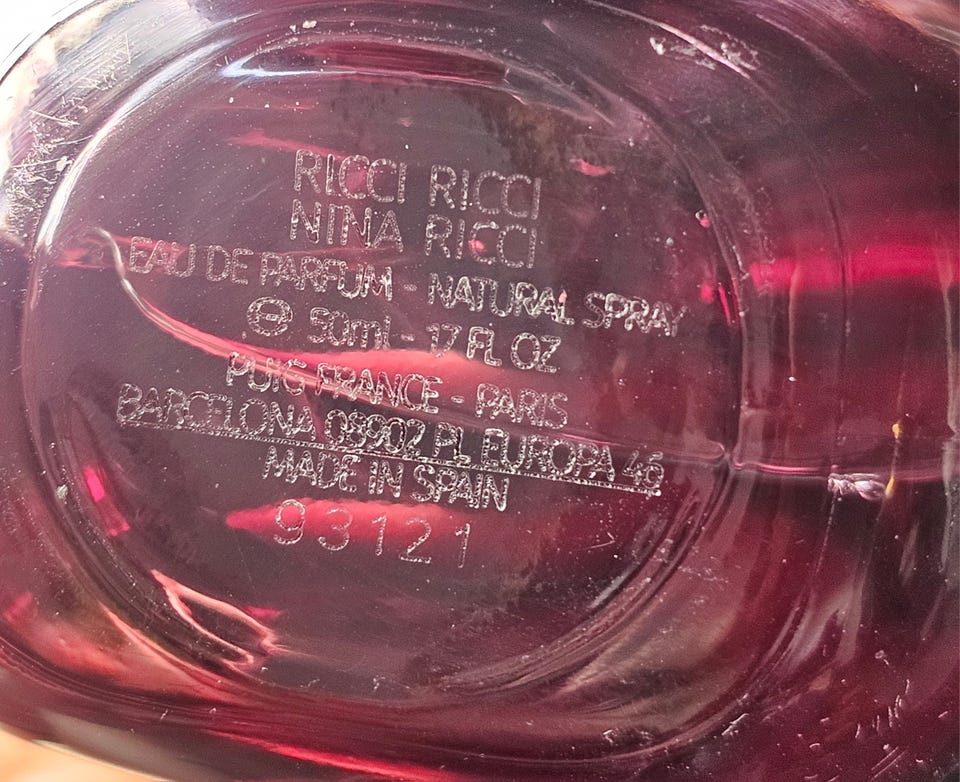 RICCI RICCI
NINA RICCI
EAU DE PARFUM - NATURAL SPRAY
℮ 50ml - 1.7 FL OZ
PUIG FRANCE - PARIS
BARCELONA 08902 PL EUROPA 46
MADE IN SPAIN
93121